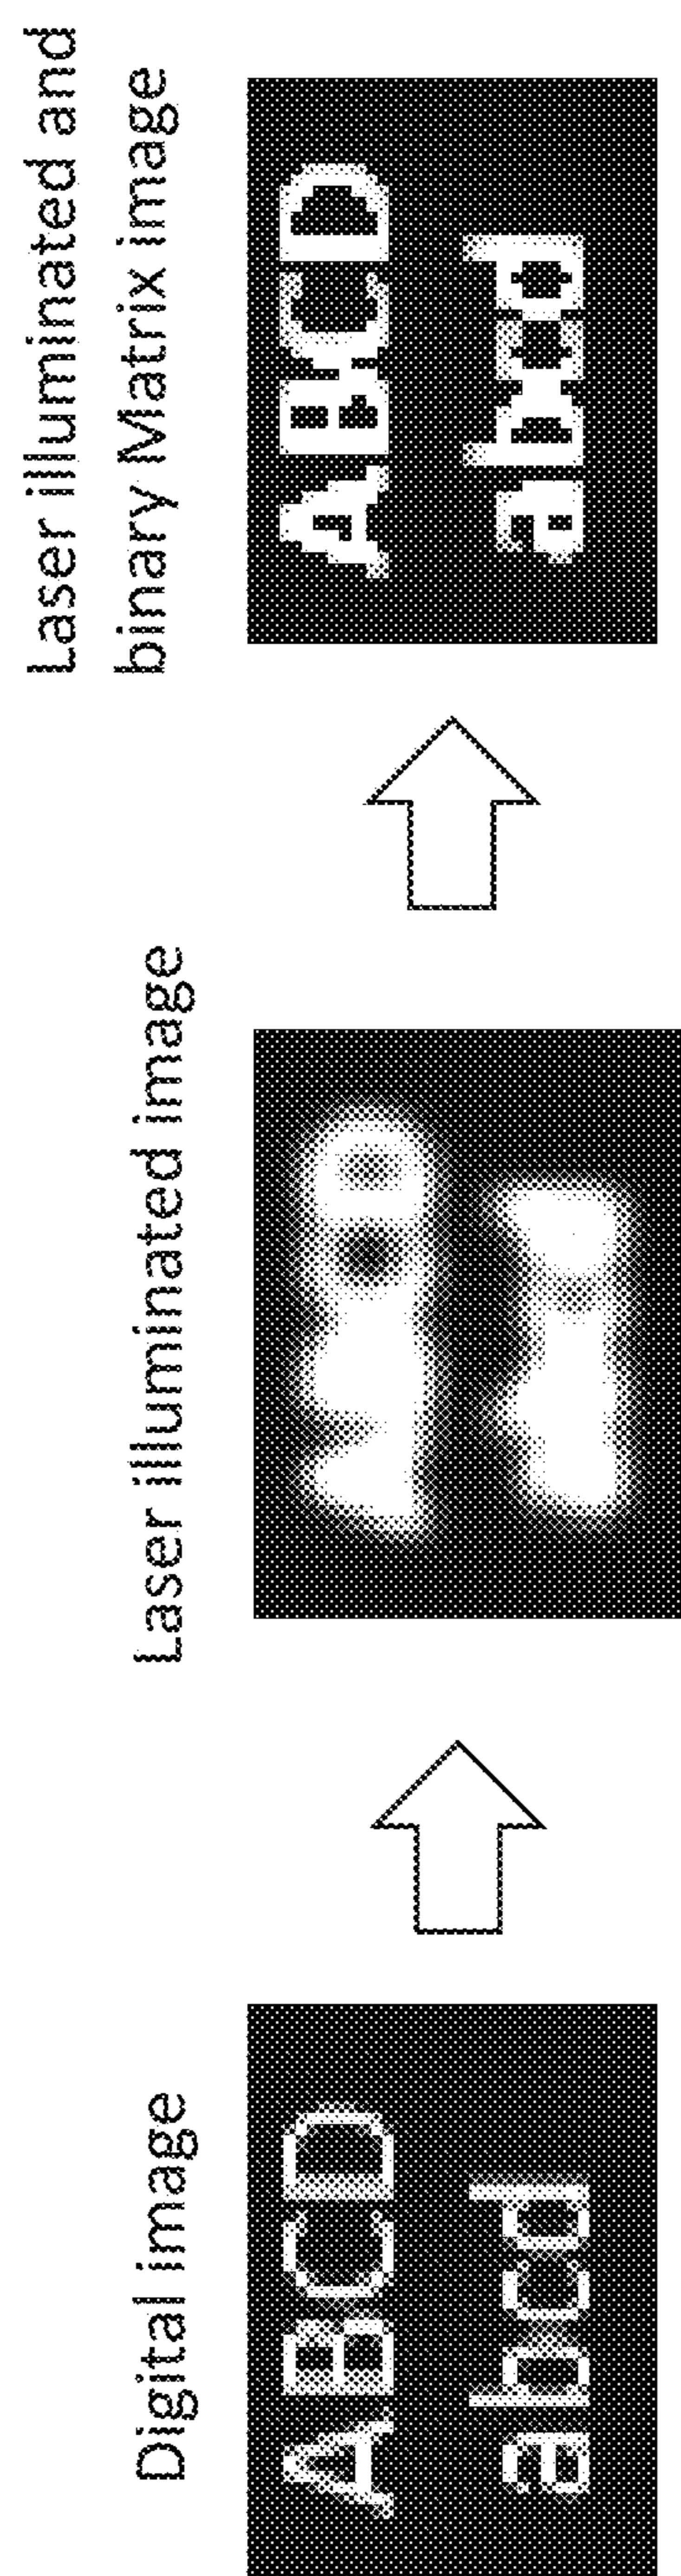 Digital image
ABCD
abcd
Laser illuminated image
Laser illuminated and
binary Matrix image
ABCD
abcd